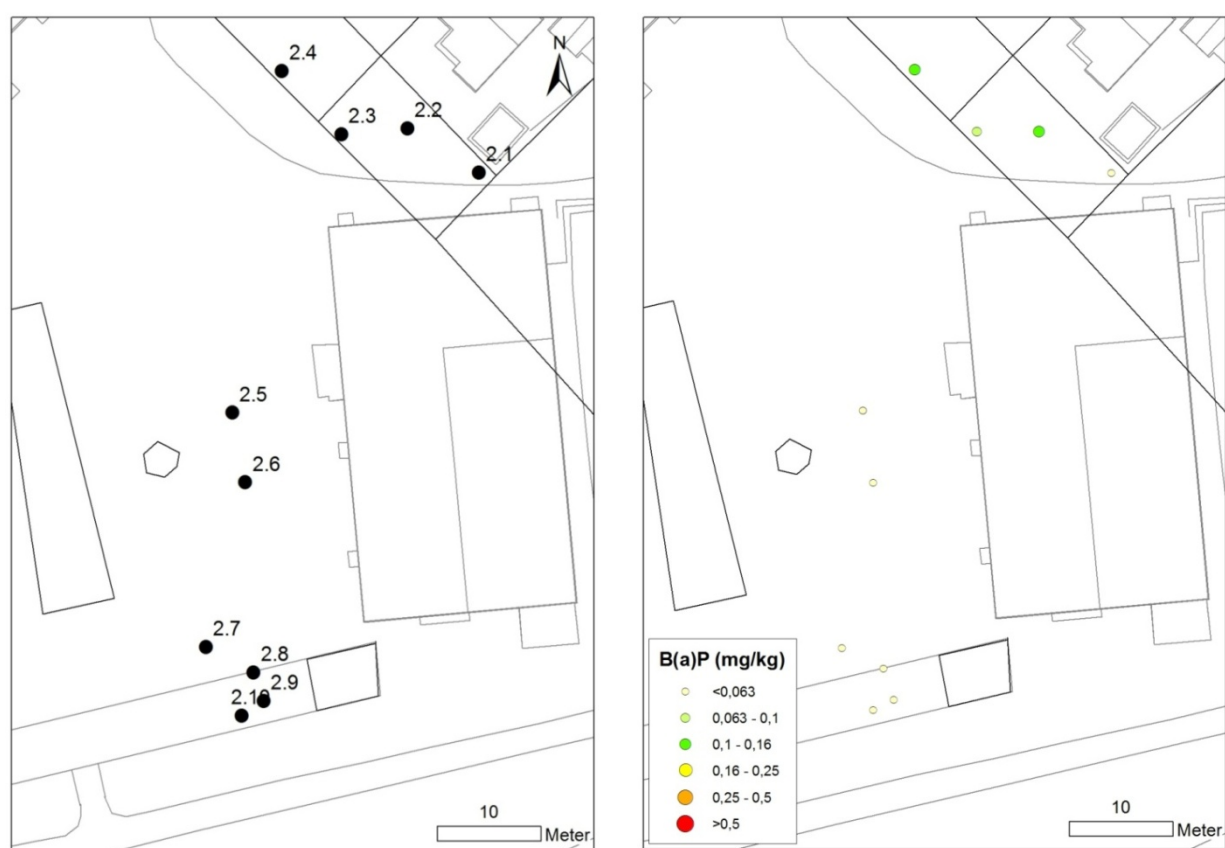 N
2.4
2.3
2.2
2.1
2.5
2.6
2.7
2.8
2.9
2.10
10
Meter
B(a)P (mg/kg)
<0,063
0,063 - 0,1
0,1 - 0,16
0,16 - 0,25
0,25 - 0,5
>0,5
10
Meter